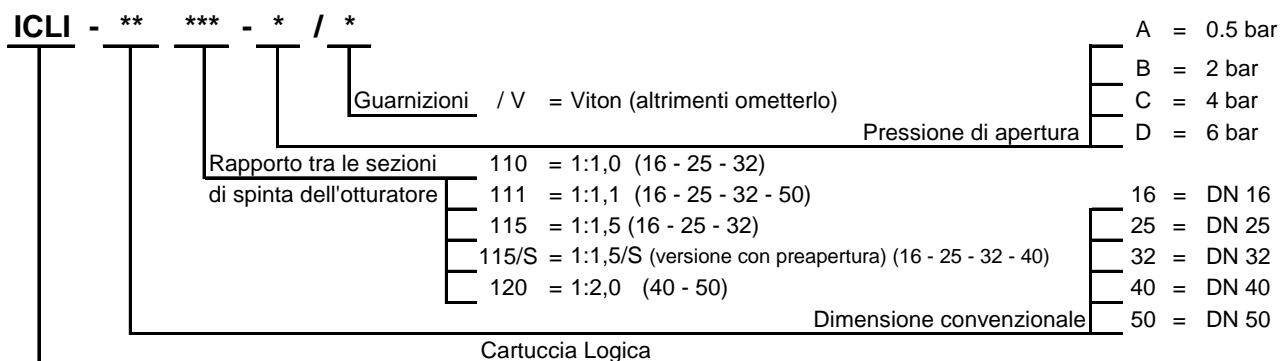 ICLI - ** *** - * / *
A = 0.5 bar
B = 2 bar
Guarnizioni / V = Viton (altrimenti ometterlo) C = 4 bar
Pressione di apertura D = 6 bar
Rapporto tra le sezioni 110 = 1:1,0 (16 - 25 - 32)
di spinta dell'otturatore 111 = 1:1,1 (16 - 25 - 32 - 50) 16 = DN 16
115 = 1:1,5 (16 - 25 - 32) 25 = DN 25
115/S = 1:1,5/S (versione con preapertura) (16 - 25 - 32 - 40) 32 = DN 32
120 = 1:2,0 (40 - 50) 40 = DN 40
Dimensione convenzionale 50 = DN 50
Cartuccia Logica